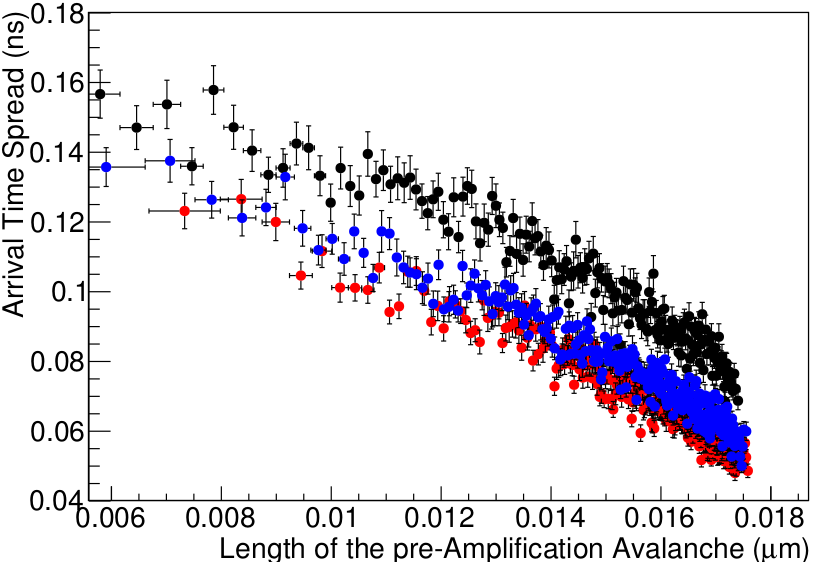 Arrival Time Spread (ns)
0.18
0.16
0.14
0.12
0.1
0.08
0.06
0.04
0.006 0.008 0.01 0.012 0.014 0.016 0.018
Length of the pre-Amplification Avalanche (μm)